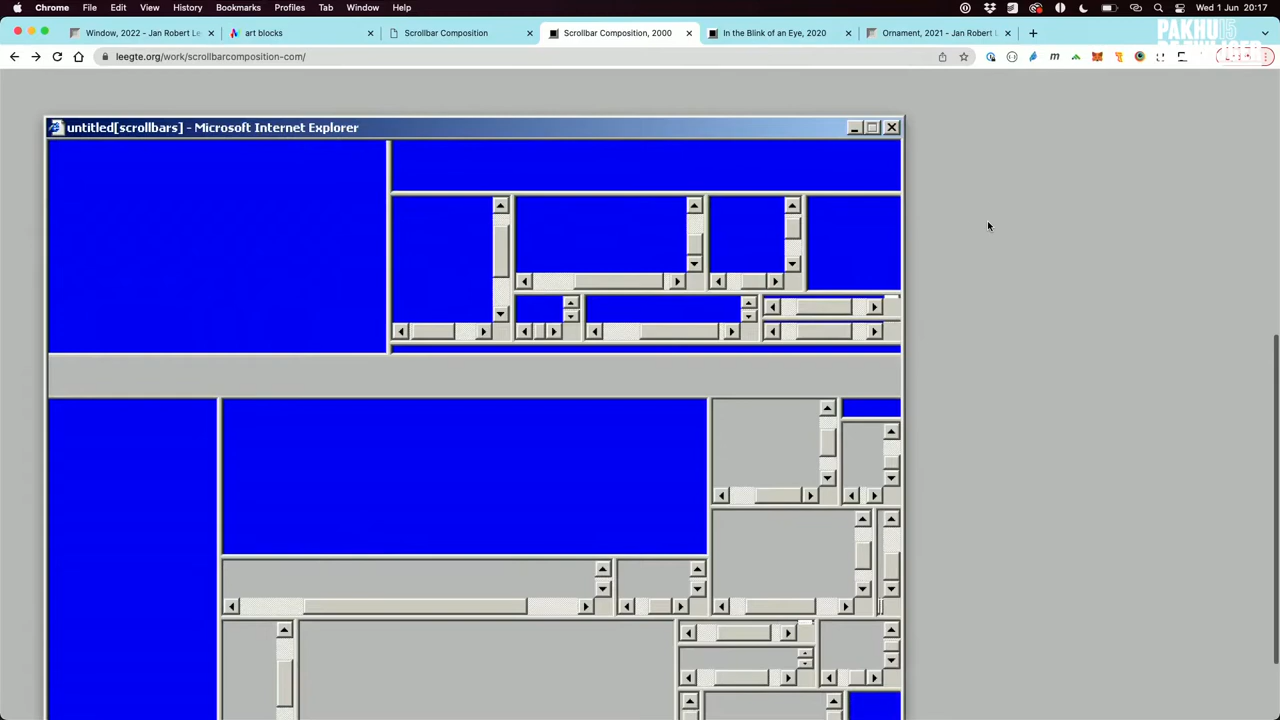 Chrome File Edit View History Bookmarks Profiles Tab Window Help Wed 1 Jun 20:17
Window, 2022 - Jan Robert L art blocks Scrollbar Composition Scrollbar Composition, 2000 In the Blink of an Eye, 2020 Ornament, 2021 - Jan Robert L
PAKHUIS
leegte.org/work/scrollbarcomposition-com/
untitled[scrollbars] - Microsoft Internet Explorer